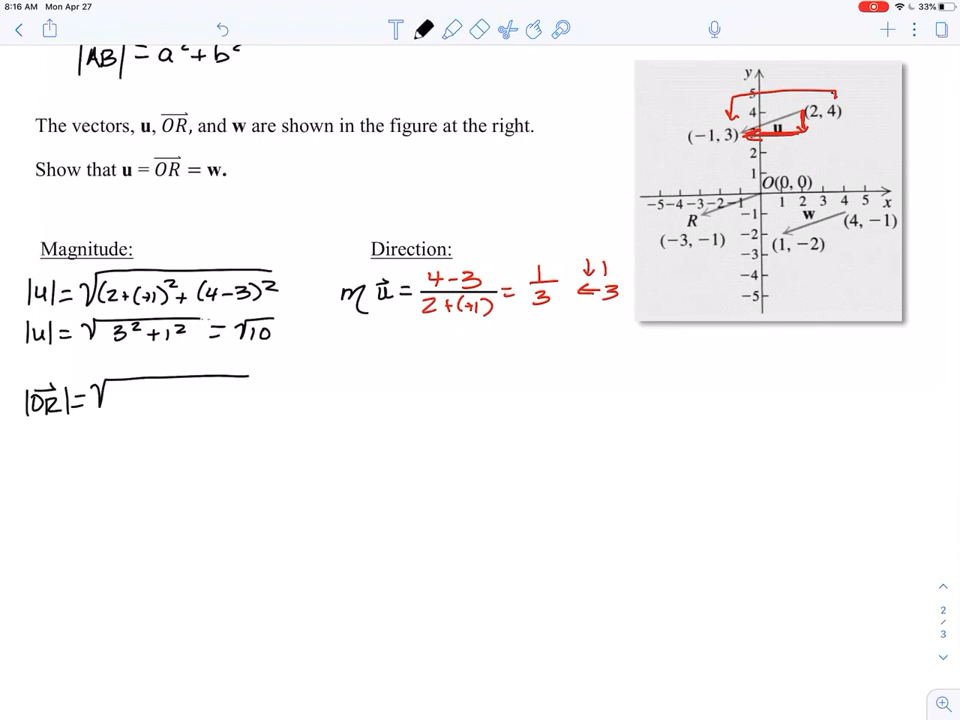 8:16 AM Mon Apr 27
33%
|AB| = a² + b²
The vectors, u, OR, and w are shown in the figure at the right.
Show that u = OR = w.
Magnitude:
Direction:
|u| = √(2+(+1))² + (4-3)²
|u| = √3² + 1² = √10
|OR| = √
m u = 4-3 / 2+(+1) = 1/3 ↓1 ←3
y
5
4
(2, 4)
(−1, 3)
u
2
1
O(0, 0)
−5 −4 −3 −2 −1
1 2 3 4 5 x
R
−1
w
(4, −1)
(−3, −1)
−2
(1, −2)
−3
−4
−5
2
/
3